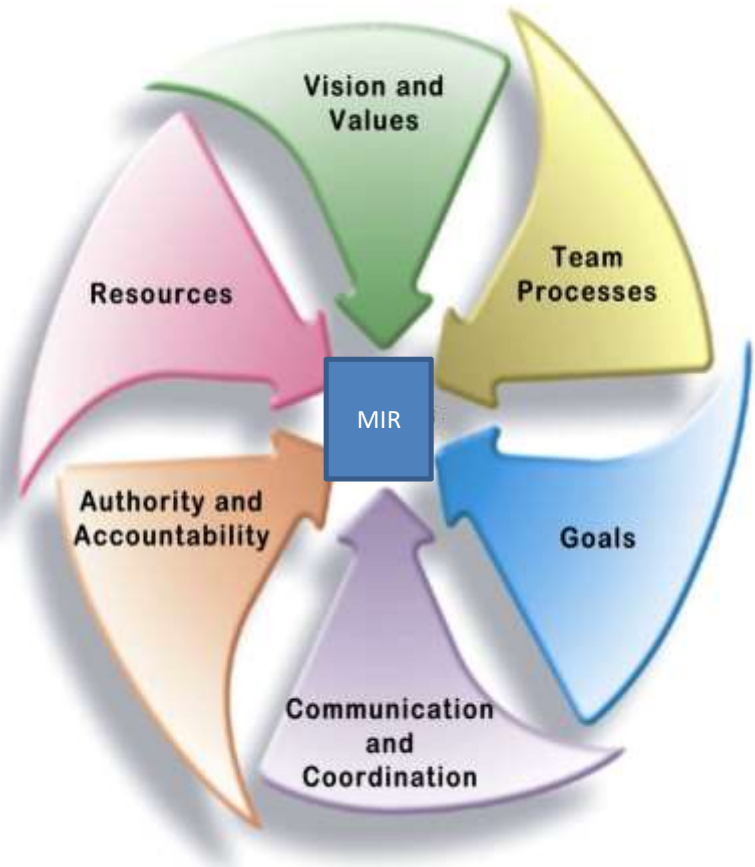 Vision and
Values
Team
Processes
Resources
MIR
Authority and
Accountability
Goals
Communication
and
Coordination